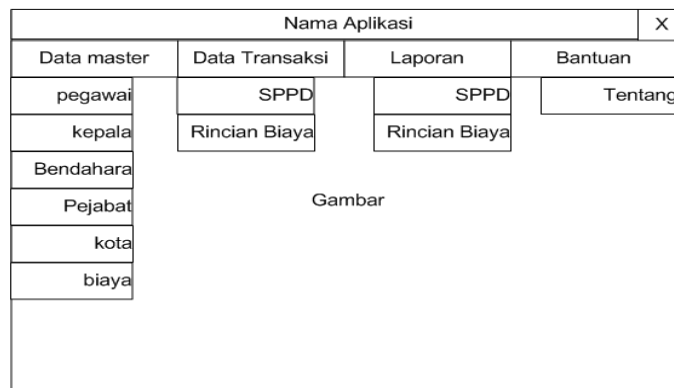 Nama Aplikasi X
Data master Data Transaksi Laporan Bantuan
pegawai SPPD SPPD Tentang
kepala Rincian Biaya Rincian Biaya
Bendahara
Pejabat
Gambar
kota
biaya